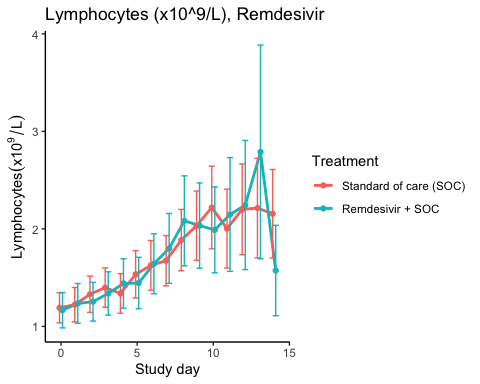 Lymphocytes (x10^9/L), Remdesivir
4
3
2
1
Lymphocytes(x10⁹/L)
0
5
10
15
Study day
Treatment
Standard of care (SOC)
Remdesivir + SOC